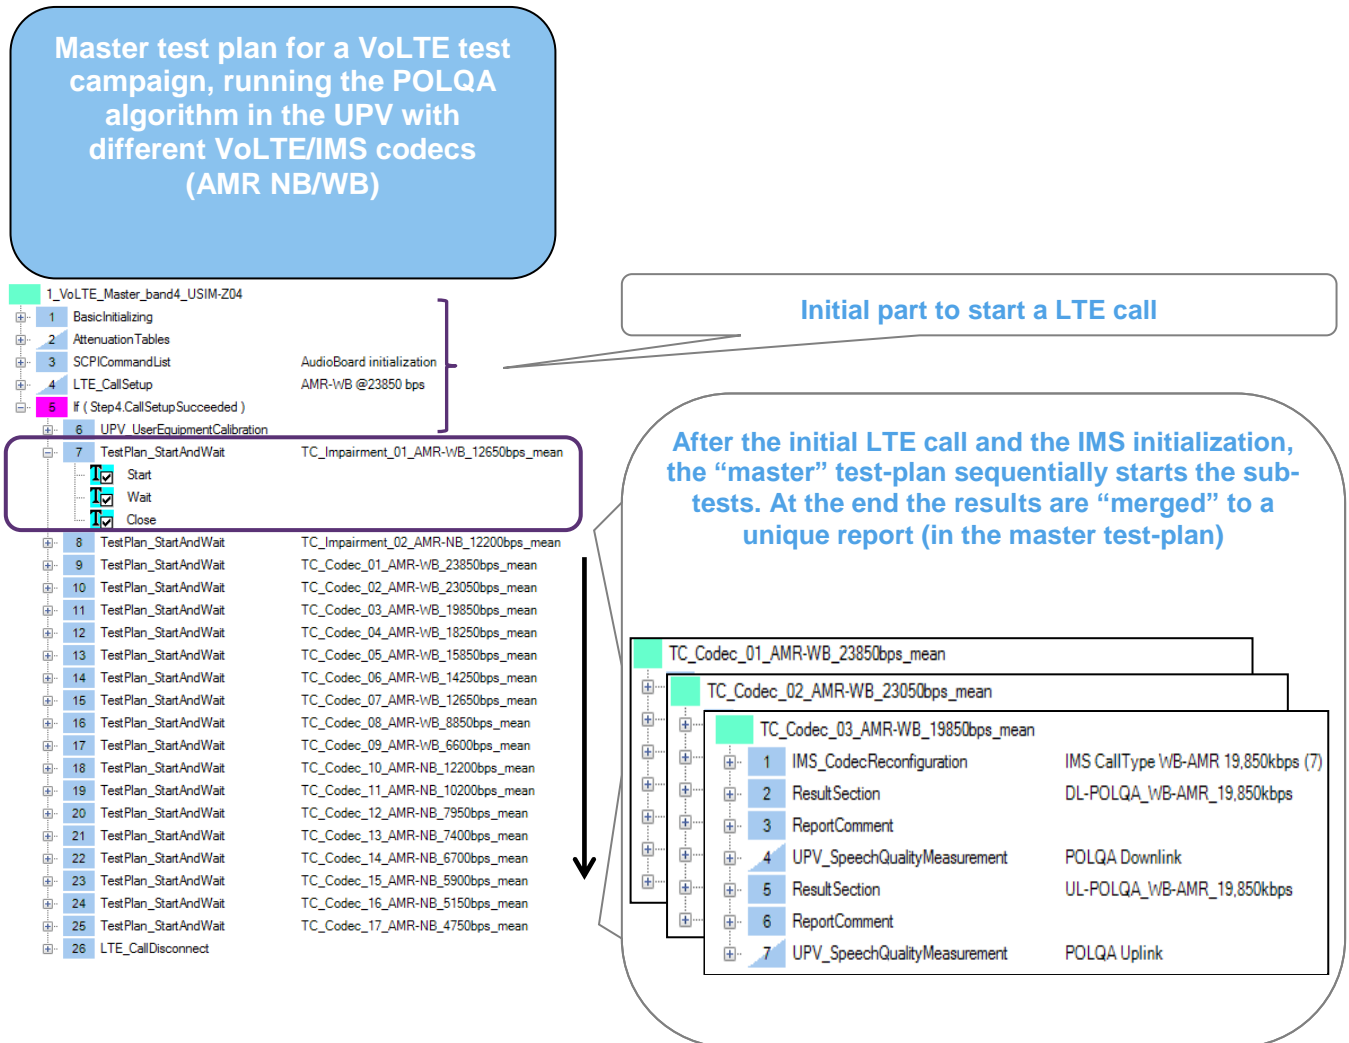 Master test plan for a VoLTE test
campaign, running the POLQA
algorithm in the UPV with
different VoLTE/IMS codecs
(AMR NB/WB)
1_VoLTE_Master_band4_USIM-Z04
1 BasicInitializing
2 AttenuationTables
3 SCPICommandList AudioBoard initialization
4 LTE_CallSetup AMR-WB @23850 bps
5 If ( Step4.CallSetupSucceeded )
6 UPV_UserEquipmentCalibration
7 TestPlan_StartAndWait TC_Impairment_01_AMR-WB_12650bps_mean
Start
Wait
Close
8 TestPlan_StartAndWait TC_Impairment_02_AMR-NB_12200bps_mean
9 TestPlan_StartAndWait TC_Codec_01_AMR-WB_23850bps_mean
10 TestPlan_StartAndWait TC_Codec_02_AMR-WB_23050bps_mean
11 TestPlan_StartAndWait TC_Codec_03_AMR-WB_19850bps_mean
12 TestPlan_StartAndWait TC_Codec_04_AMR-WB_18250bps_mean
13 TestPlan_StartAndWait TC_Codec_05_AMR-WB_15850bps_mean
14 TestPlan_StartAndWait TC_Codec_06_AMR-WB_14250bps_mean
15 TestPlan_StartAndWait TC_Codec_07_AMR-WB_12650bps_mean
16 TestPlan_StartAndWait TC_Codec_08_AMR-WB_8850bps_mean
17 TestPlan_StartAndWait TC_Codec_09_AMR-WB_6600bps_mean
18 TestPlan_StartAndWait TC_Codec_10_AMR-NB_12200bps_mean
19 TestPlan_StartAndWait TC_Codec_11_AMR-NB_10200bps_mean
20 TestPlan_StartAndWait TC_Codec_12_AMR-NB_7950bps_mean
21 TestPlan_StartAndWait TC_Codec_13_AMR-NB_7400bps_mean
22 TestPlan_StartAndWait TC_Codec_14_AMR-NB_6700bps_mean
23 TestPlan_StartAndWait TC_Codec_15_AMR-NB_5900bps_mean
24 TestPlan_StartAndWait TC_Codec_16_AMR-NB_5150bps_mean
25 TestPlan_StartAndWait TC_Codec_17_AMR-NB_4750bps_mean
26 LTE_CallDisconnect
Initial part to start a LTE call
After the initial LTE call and the IMS initialization,
the “master” test-plan sequentially starts the sub-
tests. At the end the results are “merged” to a
unique report (in the master test-plan)
TC_Codec_01_AMR-WB_23850bps_mean
TC_Codec_02_AMR-WB_23050bps_mean
TC_Codec_03_AMR-WB_19850bps_mean
1 IMS_CodecReconfiguration IMS CallType WB-AMR 19,850kbps (7)
2 ResultSection DL-POLQA_WB-AMR_19,850kbps
3 ReportComment
4 UPV_SpeechQualityMeasurement POLQA Downlink
5 ResultSection UL-POLQA_WB-AMR_19,850kbps
6 ReportComment
7 UPV_SpeechQualityMeasurement POLQA Uplink